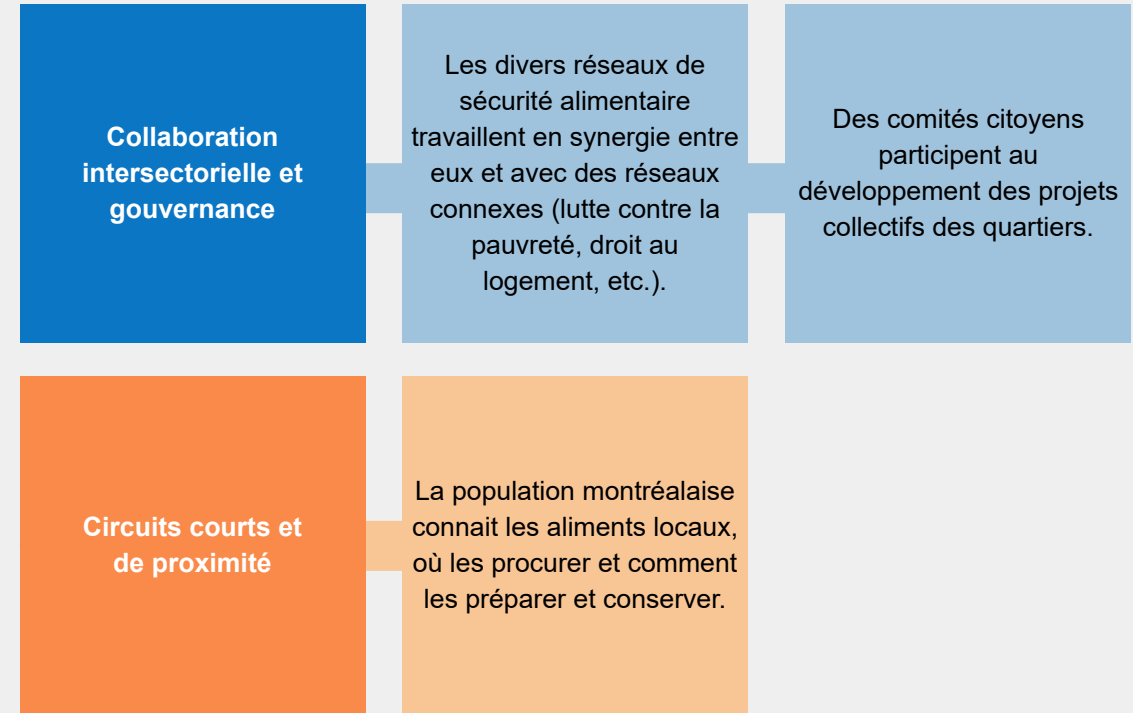 Collaboration
intersectorielle et
gouvernance
Les divers réseaux de
sécurité alimentaire
travaillent en synergie entre
eux et avec des réseaux
connexes (lutte contre la
pauvreté, droit au
logement, etc.).
Des comités citoyens
participent au
développement des projets
collectifs des quartiers.
Circuits courts et
de proximité
La population montréalaise
connait les aliments locaux,
où les procurer et comment
les préparer et conserver.